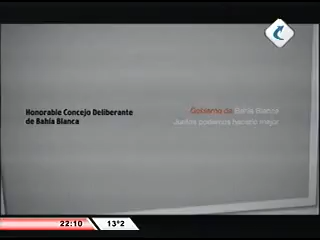 Honorable Concejo Deliberante
de Bahía Blanca
Gobierno de Bahía Blanca
Juntos podemos hacerlo mejor
22:10
13°2